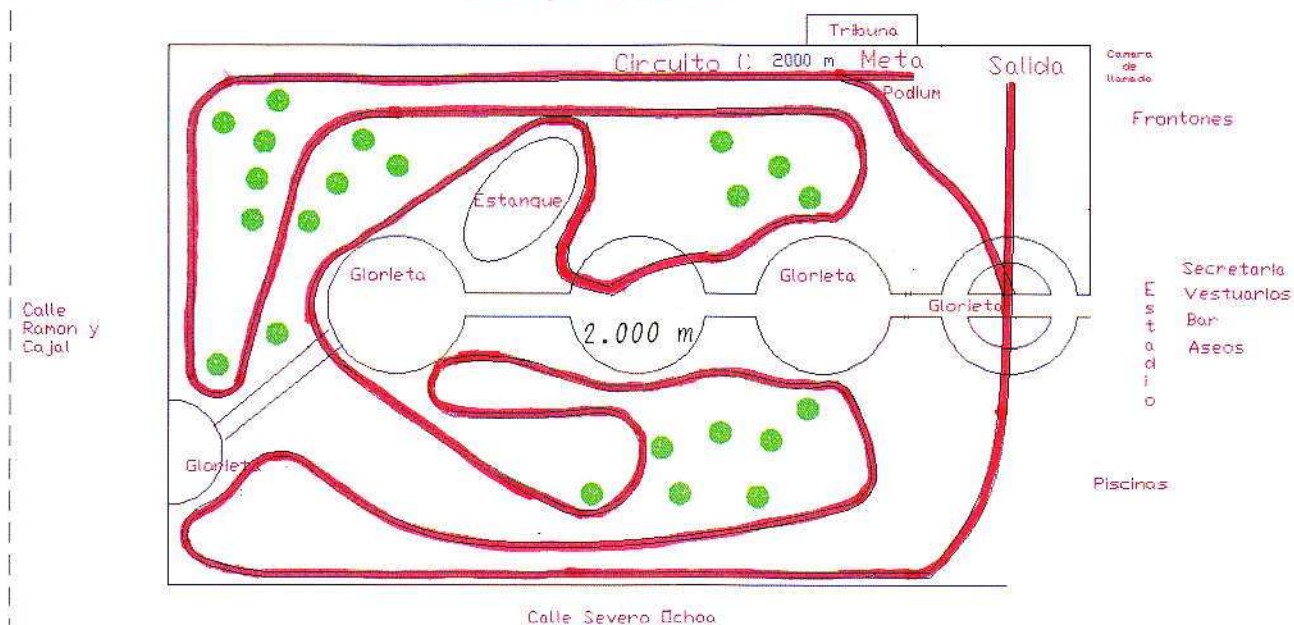 Tribuna
Circuito C 2000 m Meta
Salida
Camara
de
llamada
Podium
Frontones
Estanque
Glorieta
Glorieta
Glorieta
Secretaria
Vestuarios
Bar
Aseos
Estadio
Calle
Ramon y
Cajal
2.000 m
Glorieta
Piscinas
Calle Severo Ochoa